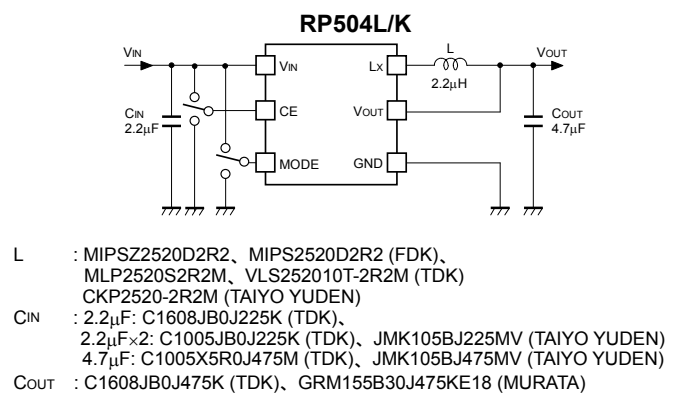 RP504L/K
VIN
VIN
CE
MODE
LX
VOUT
GND
L
2.2μH
VOUT
CIN
2.2μF
COUT
4.7μF
L : MIPSZ2520D2R2、MIPS2520D2R2 (FDK)、
MLP2520S2R2M、VLS252010T-2R2M (TDK)
CKP2520-2R2M (TAIYO YUDEN)
CIN : 2.2μF: C1608JB0J225K (TDK)、
2.2μF×2: C1005JB0J225K (TDK)、JMK105BJ225MV (TAIYO YUDEN)
4.7μF: C1005X5R0J475M (TDK)、JMK105BJ475MV (TAIYO YUDEN)
COUT : C1608JB0J475K (TDK)、GRM155B30J475KE18 (MURATA)